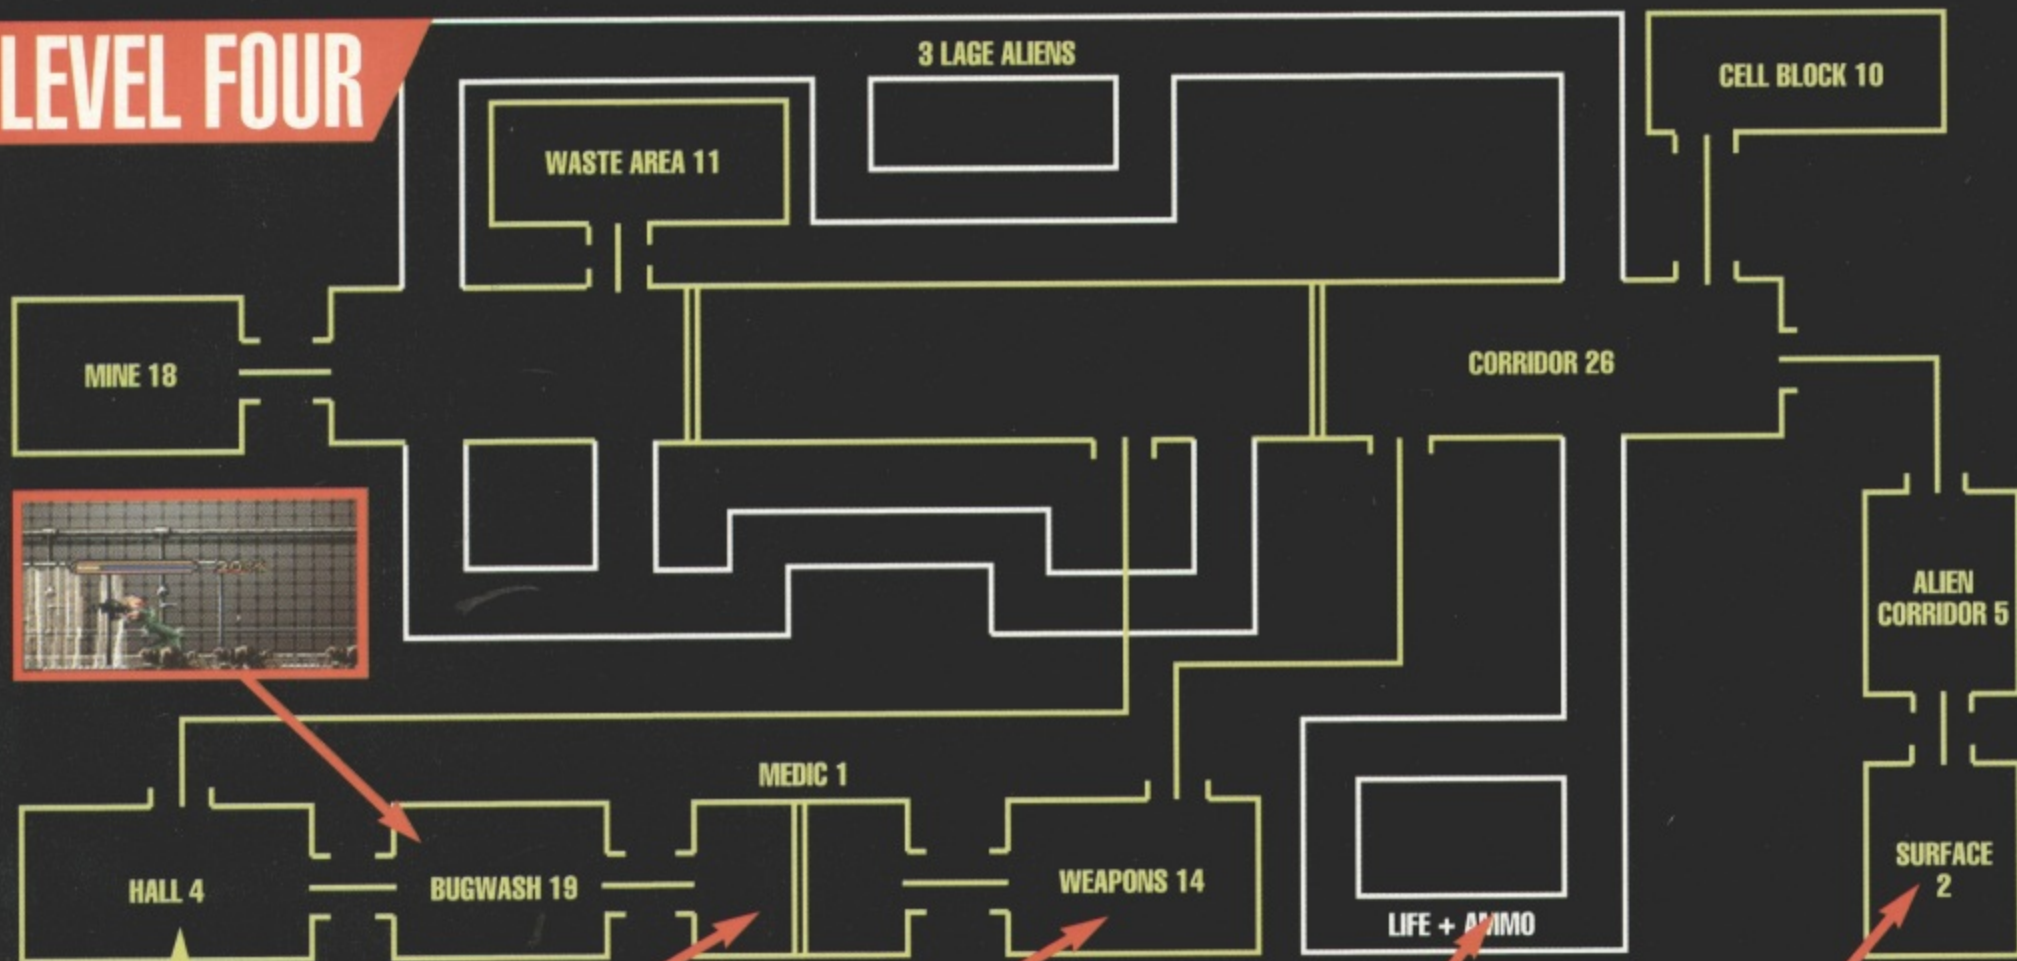 LEVEL FOUR
3 LAGE ALIENS
CELL BLOCK 10
WASTE AREA 11
MINE 18
CORRIDOR 26
ALIEN
CORRIDOR 5
MEDIC 1
HALL 4
BUGWASH 19
WEAPONS 14
LIFE + AMMO
SURFACE
2